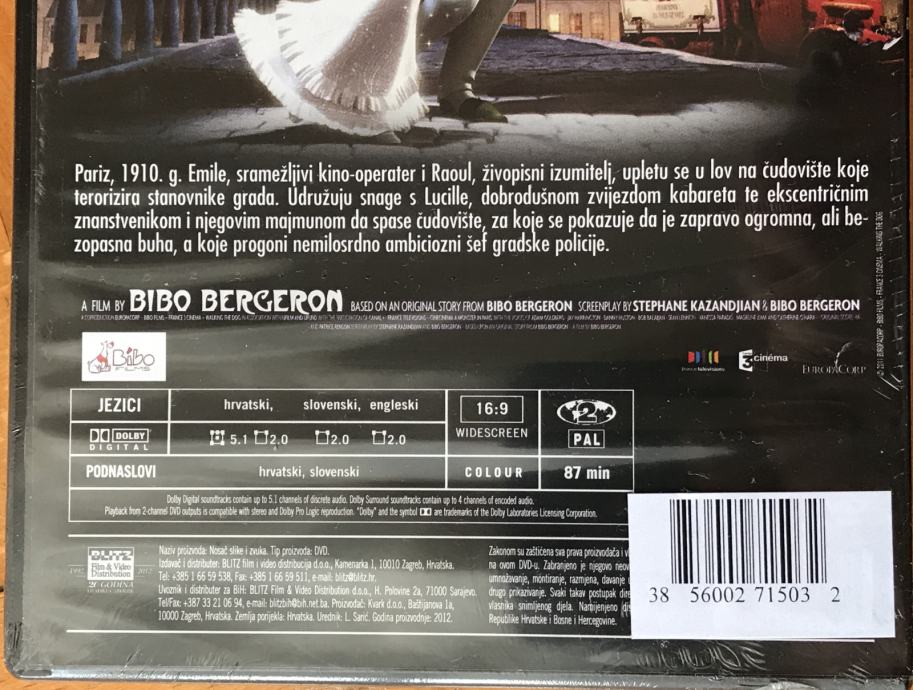 Pariz, 1910. g. Emile, sramežljivi kino-operater i Raoul, živopisni izumitelj, upletu se u lov na čudovište koje
terorizira stanovnike grada. Udružuju snage s Lucille, dobrodušnom zvijezdom kabareta te ekscentričnim
znanstvenikom i njegovim majmunom da spase čudovište, za koje se pokazuje da je zapravo ogromna, ali be-
zopasna buha, a koje progoni nemilosrdno ambiciozni šef gradske policije.
A FILM BY BIBO BERGERON BASED ON AN ORIGINAL STORY FROM BIBO BERGERON SCREENPLAY BY STEPHANE KAZANDJIAN & BIBO BERGERON
Bibo
FILMS
francetélévisions
3 cinéma
EUROPACORP
JEZICI hrvatski, slovenski, engleski
DOLBY
DIGITAL
5.1 2.0 2.0 2.0
PODNASLOVI hrvatski, slovenski
16:9
WIDESCREEN
COLOUR
2
PAL
87 min
Dolby Digital soundtracks contain up to 5.1 channels of discrete audio. Dolby Surround soundtracks contain up to 4 channels of encoded audio.
Playback from 2-channel DVD outputs is compatible with stereo and Dolby Pro Logic reproduction. "Dolby" and the symbol are trademarks of the Dolby Laboratories Licensing Corporation.
BLITZ
Film & Video
Distribution
1992 2012
20 GODINA
Naziv proizvoda: Nosač slike i zvuka. Tip proizvoda: DVD.
Izdavač i distributer: BLITZ film i video distribucija d.o.o., Kamenarka 1, 10010 Zagreb, Hrvatska.
Tel: +385 1 66 59 538, Fax: +385 1 66 59 511, e-mail: blitz@blitz.hr.
Uvoznik i distributer za BiH: BLITZ Film & Video Distribution d.o.o., H. Polovine 2a, 71000 Sarajevo.
Tel/Fax: +387 33 21 06 94, e-mail: blitzbih@bih.net.ba. Proizvođač: Kvark d.o.o., Baštijanova 1a,
10000 Zagreb, Hrvatska. Zemlja porijekla: Hrvatska. Urednik: L. Sarić. Godina proizvodnje: 2012.
Zakonom su zaštićena sva prava proizvođača i
na ovom DVD-u. Zabranjeno je njegovo
umnožavanje, montiranje, razmjena, davanje
drugo prikazivanje. Svaki takav postupak
vlasnika snimljenog djela. Namijenjeno
Republike Hrvatske i Bosne i Hercegovine.
38 56002 71503 2